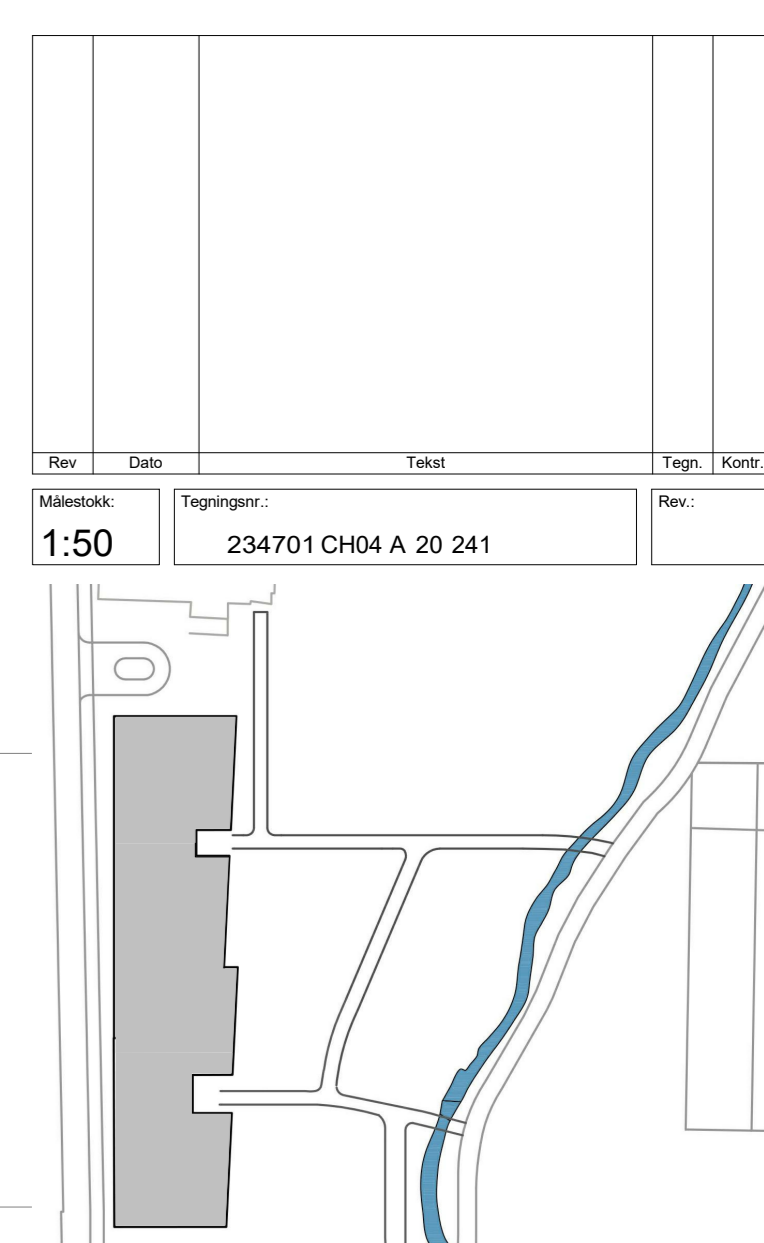 Rev Dato Tekst Tegn. Kontr.
Målestokk: Tegningsnr.: Rev.:
1:50 234701 CH04 A 20 241